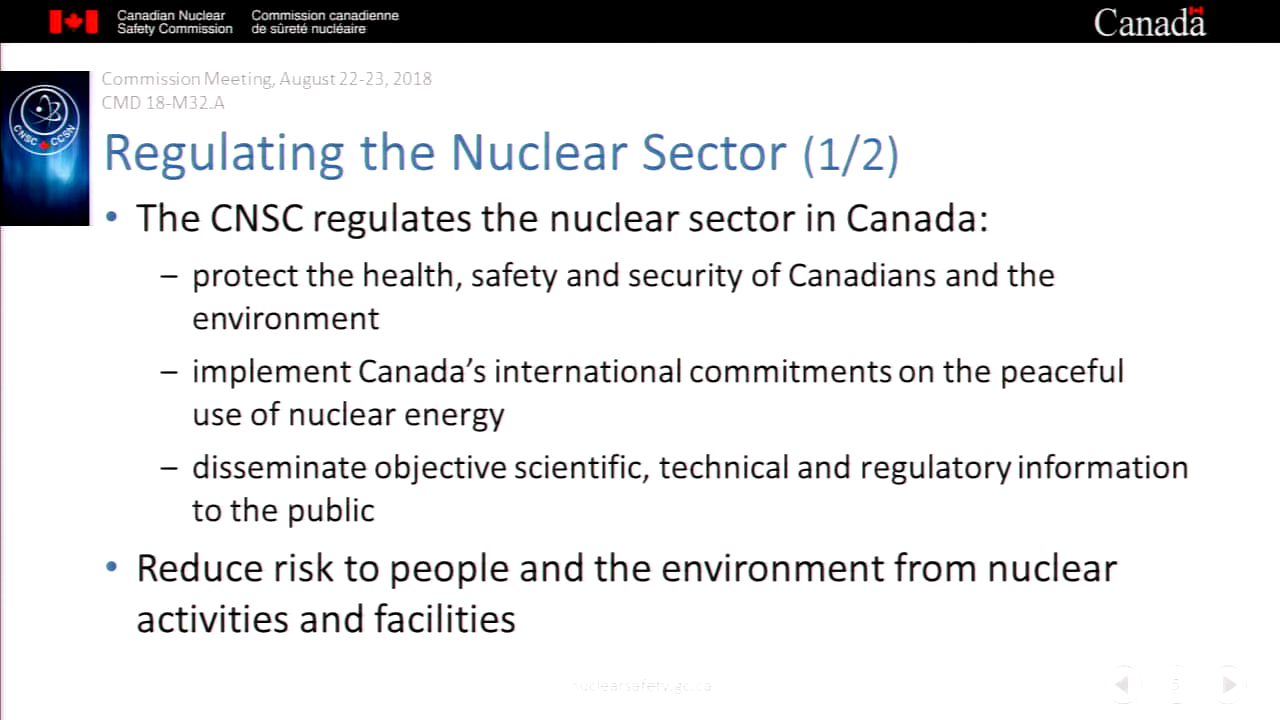 Canadian Nuclear Safety Commission
Commission canadienne de sûreté nucléaire
Canada
Commission Meeting, August 22-23, 2018
CMD 18-M32.A
CNSC CCSN
Regulating the Nuclear Sector (1/2)
• The CNSC regulates the nuclear sector in Canada:
– protect the health, safety and security of Canadians and the
environment
– implement Canada's international commitments on the peaceful
use of nuclear energy
– disseminate objective scientific, technical and regulatory information
to the public
• Reduce risk to people and the environment from nuclear
activities and facilities
nuclearsafety.gc.ca
5